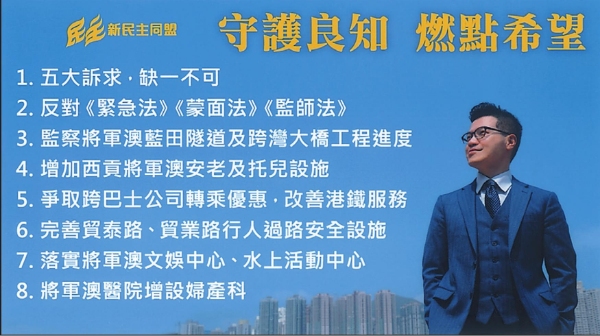 民主 新民主同盟
守護良知 燃點希望
1. 五大訴求，缺一不可
2. 反對《緊急法》《蒙面法》《監師法》
3. 監察將軍澳藍田隧道及跨灣大橋工程進度
4. 增加西貢將軍澳安老及托兒設施
5. 爭取跨巴士公司轉乘優惠，改善港鐵服務
6. 完善貿泰路、貿業路行人過路安全設施
7. 落實將軍澳文娛中心、水上活動中心
8. 將軍澳醫院增設婦產科